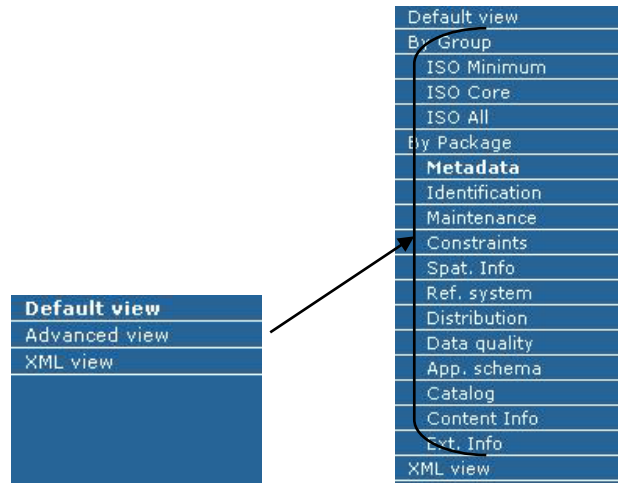 Default view
Advanced view
XML view
Default view
By Group
ISO Minimum
ISO Core
ISO All
By Package
Metadata
Identification
Maintenance
Constraints
Spat. Info
Ref. system
Distribution
Data quality
App. schema
Catalog
Content Info
Ext. Info
XML view